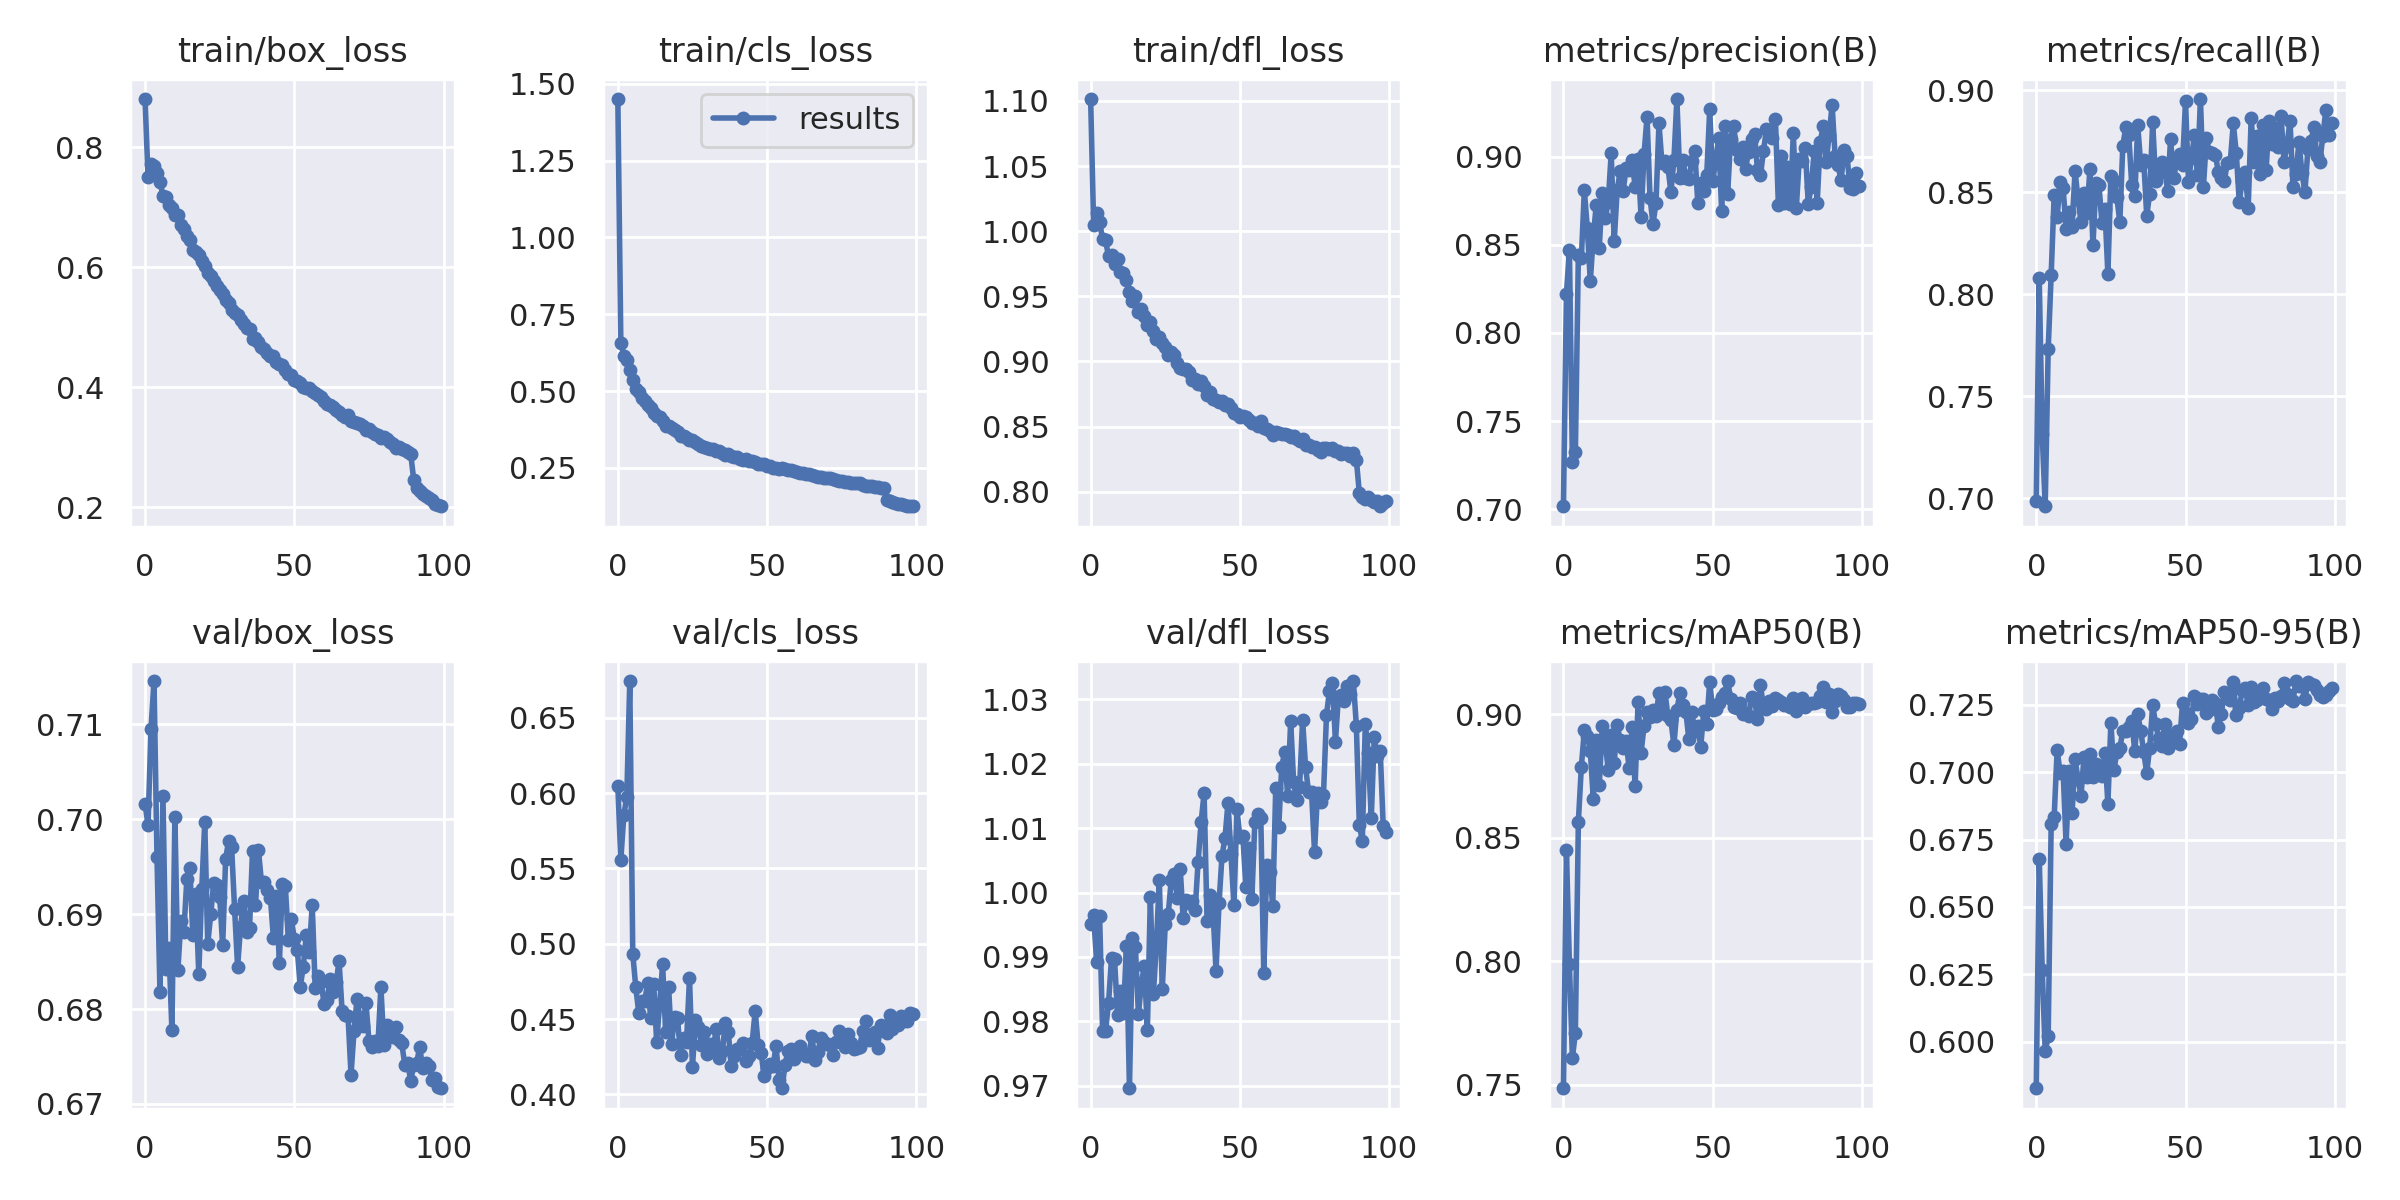 train/box_loss
0.8
0.6
0.4
0.2
0 50 100
train/cls_loss
results
1.50
1.25
1.00
0.75
0.50
0.25
0 50 100
train/dfl_loss
1.10
1.05
1.00
0.95
0.90
0.85
0.80
0 50 100
metrics/precision(B)
0.90
0.85
0.80
0.75
0.70
0 50 100
metrics/recall(B)
0.90
0.85
0.80
0.75
0.70
0 50 100
val/box_loss
0.71
0.70
0.69
0.68
0.67
0 50 100
val/cls_loss
0.65
0.60
0.55
0.50
0.45
0.40
0 50 100
val/dfl_loss
1.03
1.02
1.01
1.00
0.99
0.98
0.97
0 50 100
metrics/mAP50(B)
0.90
0.85
0.80
0.75
0 50 100
metrics/mAP50-95(B)
0.725
0.700
0.675
0.650
0.625
0.600
0 50 100